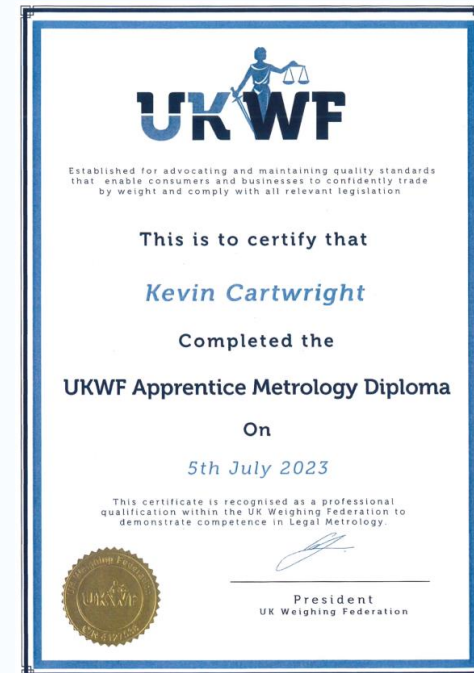 UKWF
Established for advocating and maintaining quality standards
that enable consumers and businesses to confidently trade
by weight and comply with all relevant legislation
This is to certify that
Kevin Cartwright
Completed the
UKWF Apprentice Metrology Diploma
On
5th July 2023
This certificate is recognised as a professional
qualification within the UK Weighing Federation to
demonstrate competence in Legal Metrology.
President
UK Weighing Federation
UKWF